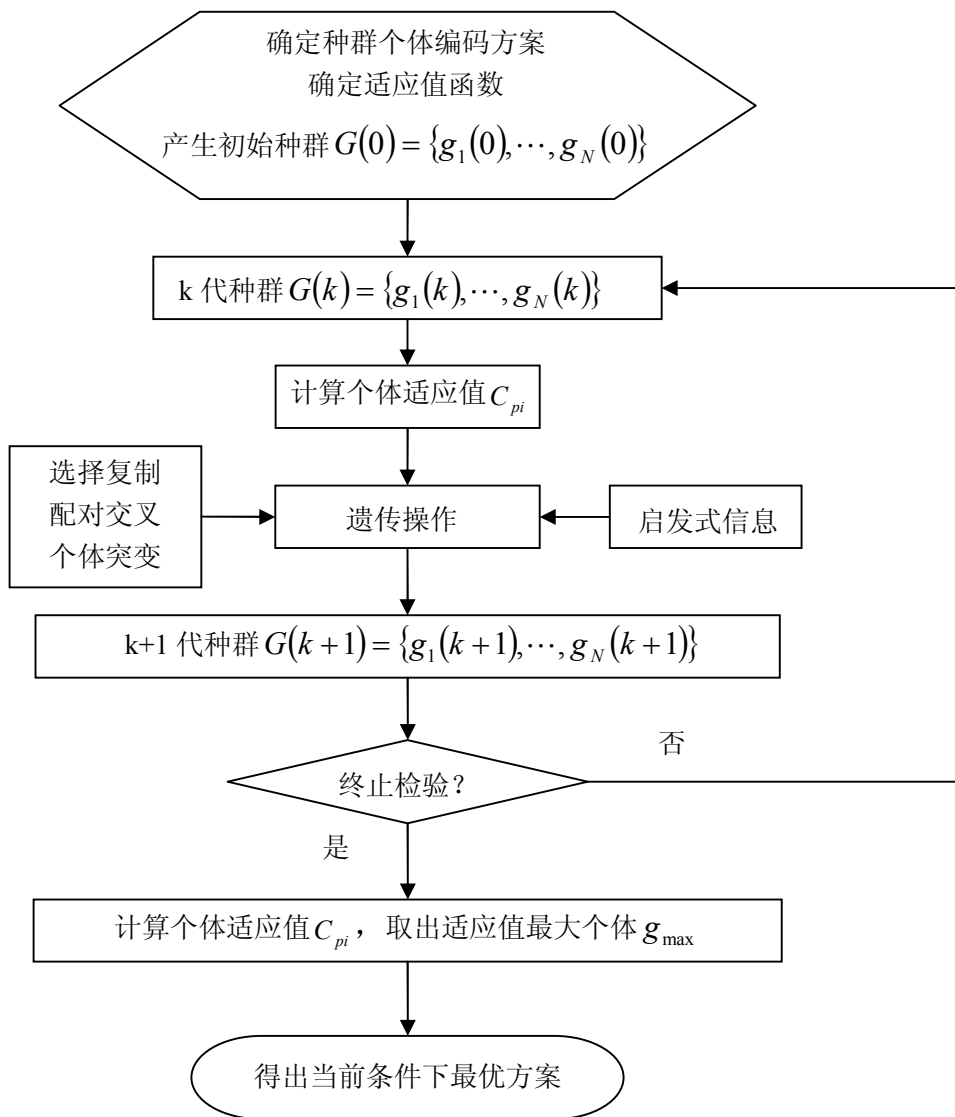 确定种群个体编码方案
确定适应值函数
产生初始种群 G(0) = {g₁(0),⋯, g_N(0)}
k 代种群 G(k) = {g₁(k),⋯, g_N(k)}
计算个体适应值 C_pi
选择复制
配对交叉
个体突变
遗传操作
启发式信息
k+1 代种群 G(k+1) = {g₁(k+1),⋯, g_N(k+1)}
终止检验？
否
是
计算个体适应值 C_pi，取出适应值最大个体 g_max
得出当前条件下最优方案